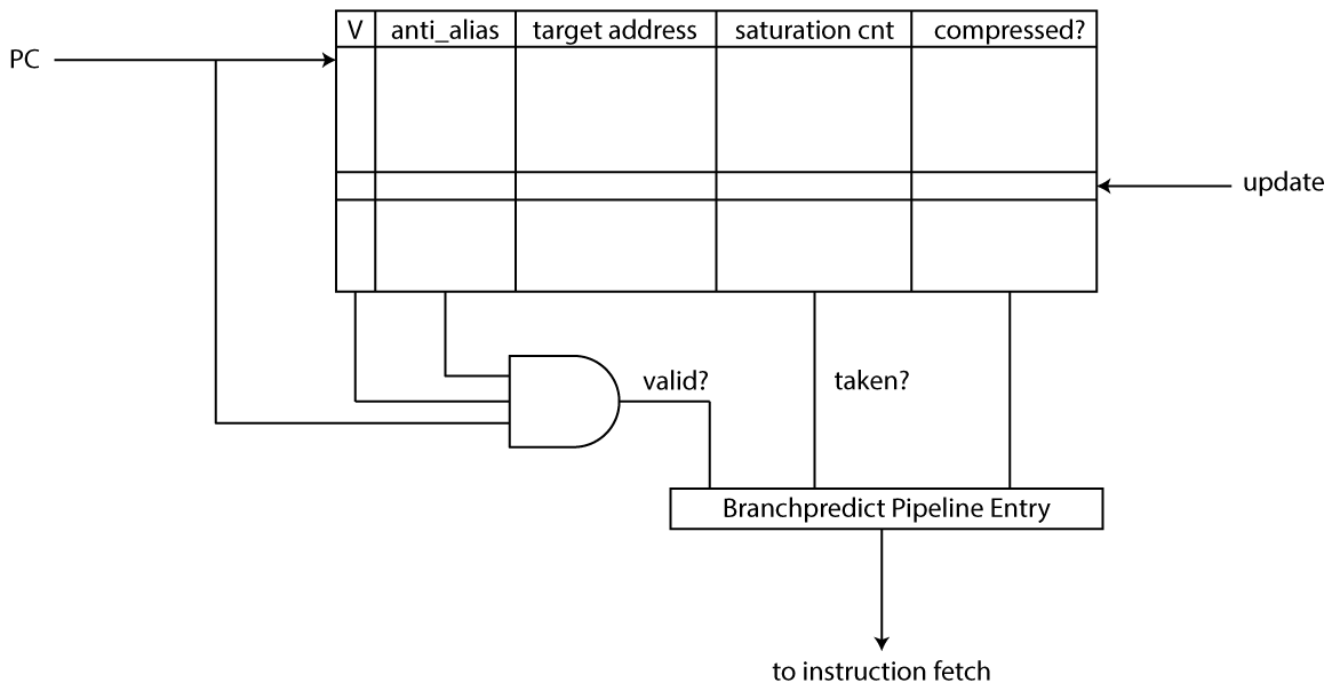 V anti_alias target address saturation cnt compressed?
PC
update
valid? taken?
Branchpredict Pipeline Entry
to instruction fetch